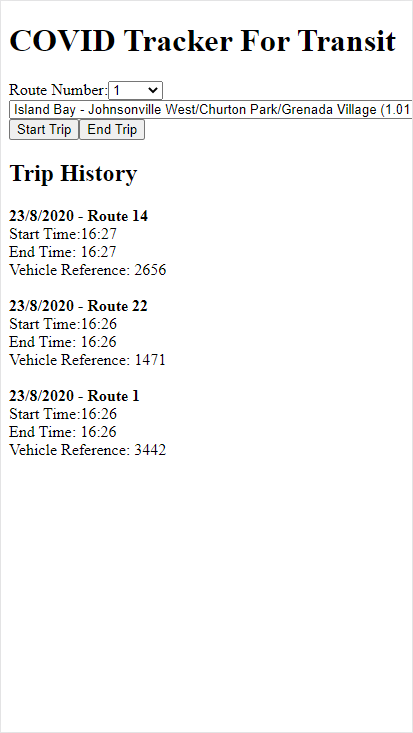 COVID Tracker For Transit
Route Number: 1
Island Bay - Johnsonville West/Churton Park/Grenada Village (1.01
Start Trip End Trip
Trip History
23/8/2020 - Route 14
Start Time:16:27
End Time: 16:27
Vehicle Reference: 2656
23/8/2020 - Route 22
Start Time:16:26
End Time: 16:26
Vehicle Reference: 1471
23/8/2020 - Route 1
Start Time:16:26
End Time: 16:26
Vehicle Reference: 3442